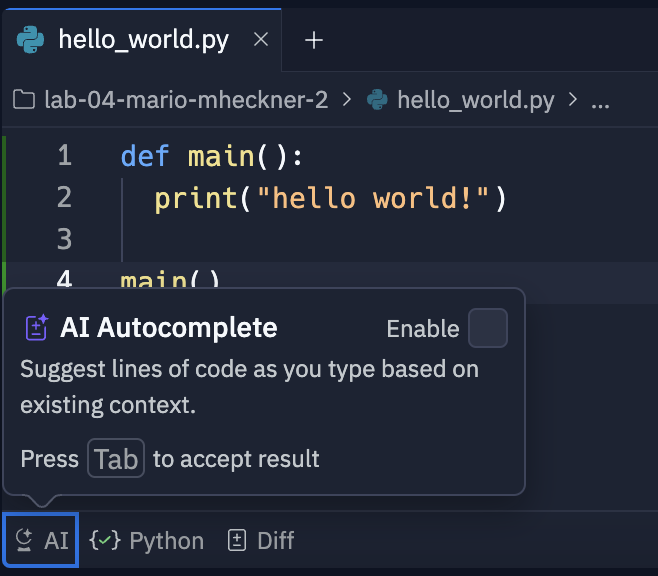 hello_world.py
lab-04-mario-mheckner-2 > hello_world.py > ...
1 def main():
2   print("hello world!")
3
4 main()
AI Autocomplete Enable
Suggest lines of code as you type based on
existing context.
Press Tab to accept result
AI Python Diff